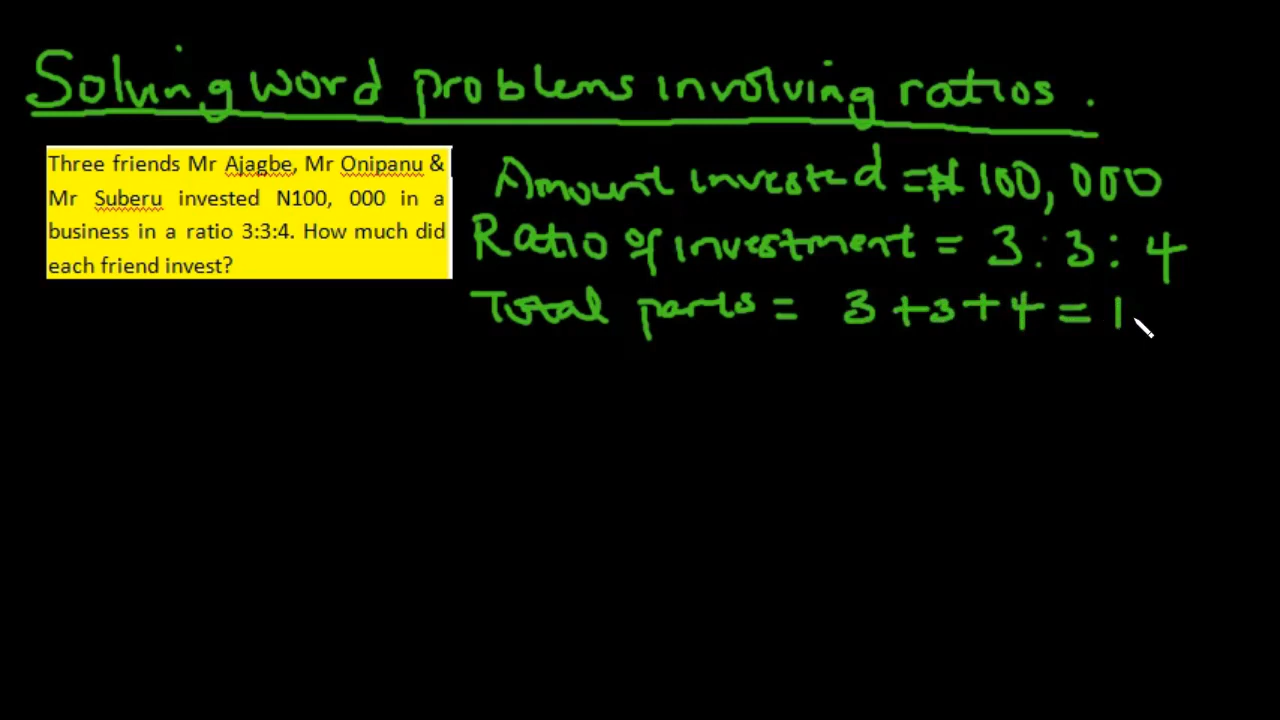 Solving word problems involving ratios.
Three friends Mr Ajagbe, Mr Onipanu &
Mr Suberu invested N100, 000 in a
business in a ratio 3:3:4. How much did
each friend invest?
Amount invested = ₦ 100, 000
Ratio of investment = 3 : 3 : 4
Total parts = 3 + 3 + 4 = 1